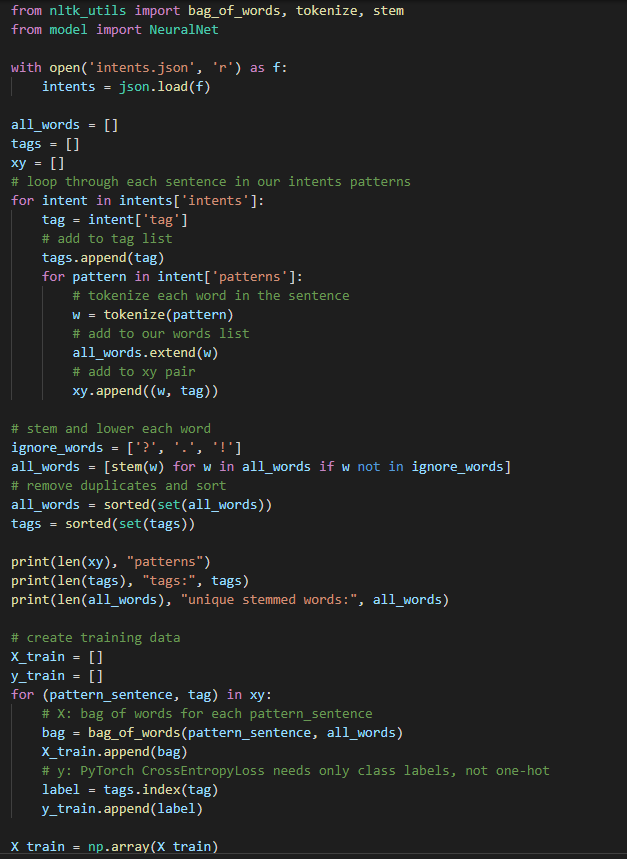 from nltk_utils import bag_of_words, tokenize, stem
from model import NeuralNet

with open('intents.json', 'r') as f:
    intents = json.load(f)

all_words = []
tags = []
xy = []
# loop through each sentence in our intents patterns
for intent in intents['intents']:
    tag = intent['tag']
    # add to tag list
    tags.append(tag)
    for pattern in intent['patterns']:
        # tokenize each word in the sentence
        w = tokenize(pattern)
        # add to our words list
        all_words.extend(w)
        # add to xy pair
        xy.append((w, tag))

# stem and lower each word
ignore_words = ['?', '.', '!']
all_words = [stem(w) for w in all_words if w not in ignore_words]
# remove duplicates and sort
all_words = sorted(set(all_words))
tags = sorted(set(tags))

print(len(xy), "patterns")
print(len(tags), "tags:", tags)
print(len(all_words), "unique stemmed words:", all_words)

# create training data
X_train = []
y_train = []
for (pattern_sentence, tag) in xy:
    # X: bag of words for each pattern_sentence
    bag = bag_of_words(pattern_sentence, all_words)
    X_train.append(bag)
    # y: PyTorch CrossEntropyLoss needs only class labels, not one-hot
    label = tags.index(tag)
    y_train.append(label)

X_train = np.array(X_train)